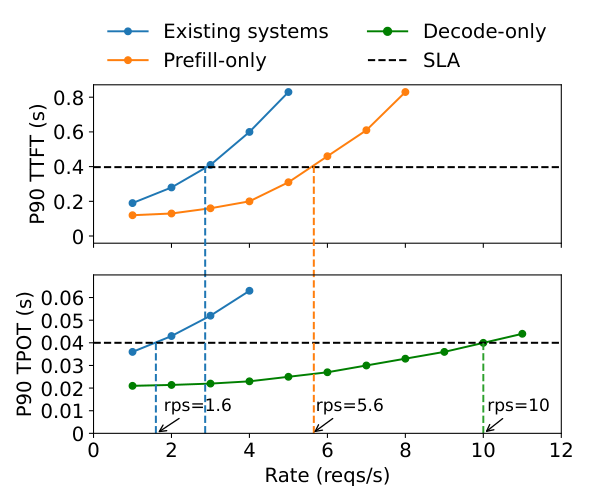 Existing systems
Decode-only
Prefill-only
SLA
P90 TTFT (s)
0.8
0.6
0.4
0.2
0
P90 TPOT (s)
0.06
0.05
0.04
0.03
0.02
0.01
0
rps=1.6
rps=5.6
rps=10
0 2 4 6 8 10 12
Rate (reqs/s)